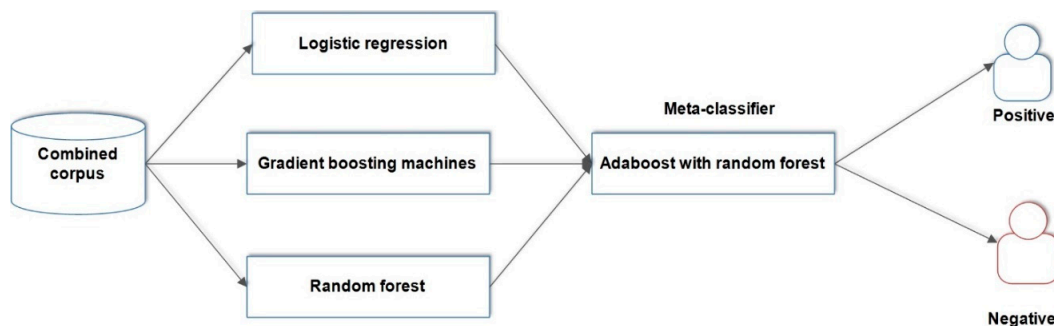 Logistic regression
Combined
corpus
Gradient boosting machines
Random forest
Meta-classifier
Adaboost with random forest
Positive
Negative